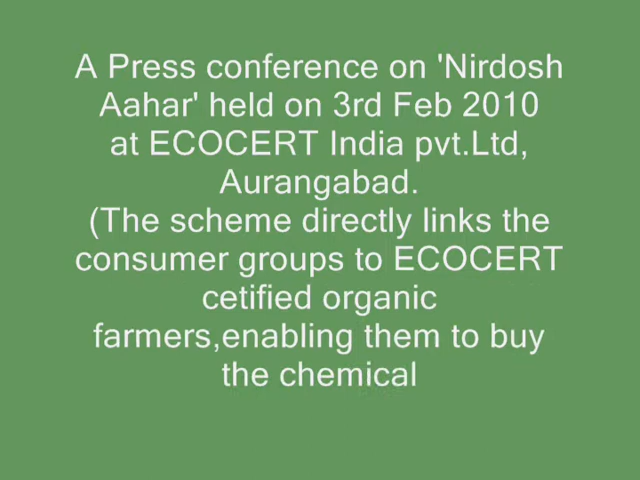 A Press conference on 'Nirdosh
Aahar' held on 3rd Feb 2010
at ECOCERT India pvt.Ltd,
Aurangabad.
(The scheme directly links the
consumer groups to ECOCERT
cetified organic
farmers,enabling them to buy
the chemical